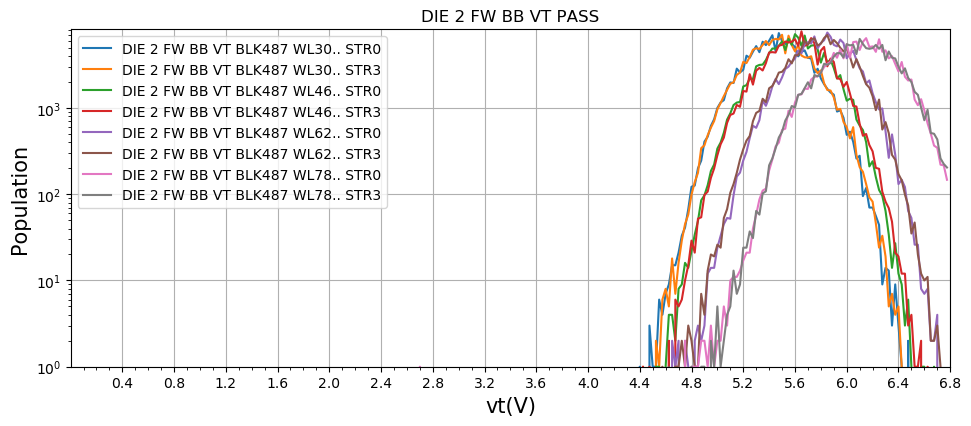 DIE 2 FW BB VT PASS
DIE 2 FW BB VT BLK487 WL30.. STR0
DIE 2 FW BB VT BLK487 WL30.. STR3
DIE 2 FW BB VT BLK487 WL46.. STR0
DIE 2 FW BB VT BLK487 WL46.. STR3
DIE 2 FW BB VT BLK487 WL62.. STR0
DIE 2 FW BB VT BLK487 WL62.. STR3
DIE 2 FW BB VT BLK487 WL78.. STR0
DIE 2 FW BB VT BLK487 WL78.. STR3
Population
10³
10²
10¹
10⁰
0.4 0.8 1.2 1.6 2.0 2.4 2.8 3.2 3.6 4.0 4.4 4.8 5.2 5.6 6.0 6.4 6.8
vt(V)